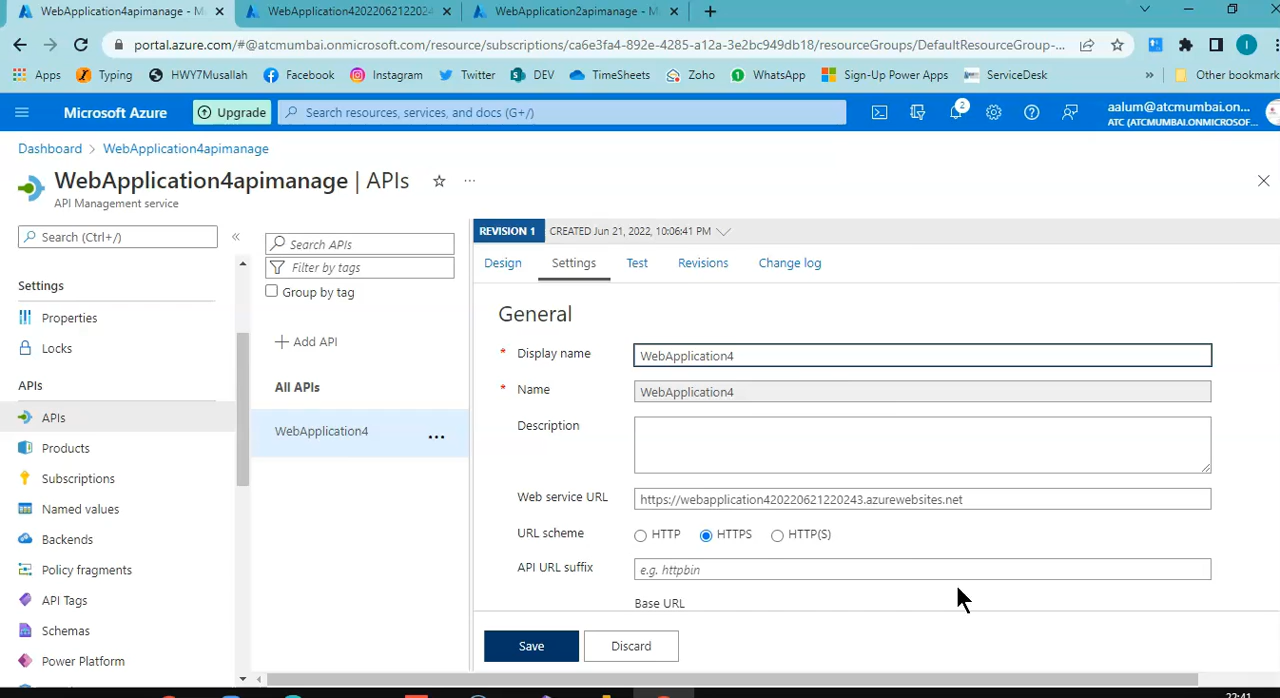 WebApplication4apimanage - M
WebApplication42022062122024
WebApplication2apimanage - M
portal.azure.com/#@atcmumbai.onmicrosoft.com/resource/subscriptions/ca6e3fa4-892e-4285-a12a-3e2bc949db18/resourceGroups/DefaultResourceGroup-...
I
Apps
Typing
HWY7Musallah
Facebook
Instagram
Twitter
DEV
TimeSheets
Zoho
WhatsApp
Sign-Up Power Apps
ServiceDesk
»
Other bookmark
Microsoft Azure
Upgrade
Search resources, services, and docs (G+/)
2
aalum@atcmumbai.on...
ATC (ATCMUMBAI.ONMICROSOF...
Dashboard > WebApplication4apimanage
WebApplication4apimanage | APIs
...
API Management service
Search (Ctrl+/)
«
Settings
Properties
Locks
APIs
APIs
Products
Subscriptions
Named values
Backends
Policy fragments
API Tags
Schemas
Power Platform
Search APIs
Filter by tags
Group by tag
+ Add API
All APIs
WebApplication4
...
REVISION 1
CREATED Jun 21, 2022, 10:06:41 PM
Design
Settings
Test
Revisions
Change log
General
* Display name
WebApplication4
* Name
WebApplication4
Description
Web service URL
https://webapplication420220621220243.azurewebsites.net
URL scheme
HTTP
HTTPS
HTTP(S)
API URL suffix
e.g. httpbin
Base URL
Save
Discard
22:41